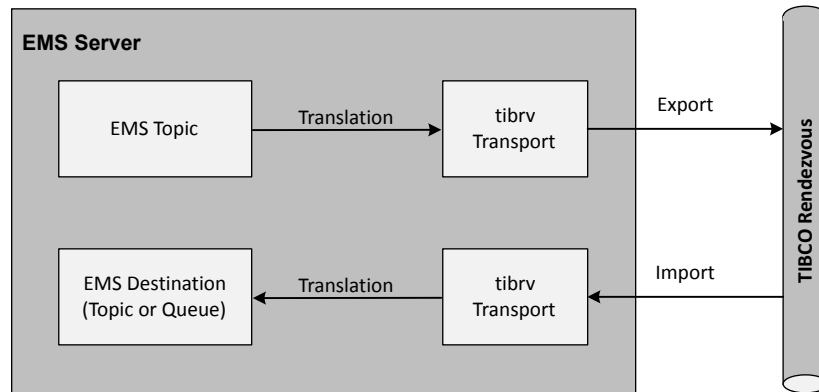 EMS Server
EMS Topic
Translation
tibrv
Transport
Export
EMS Destination
(Topic or Queue)
Translation
tibrv
Transport
Import
TIBCO Rendezvous